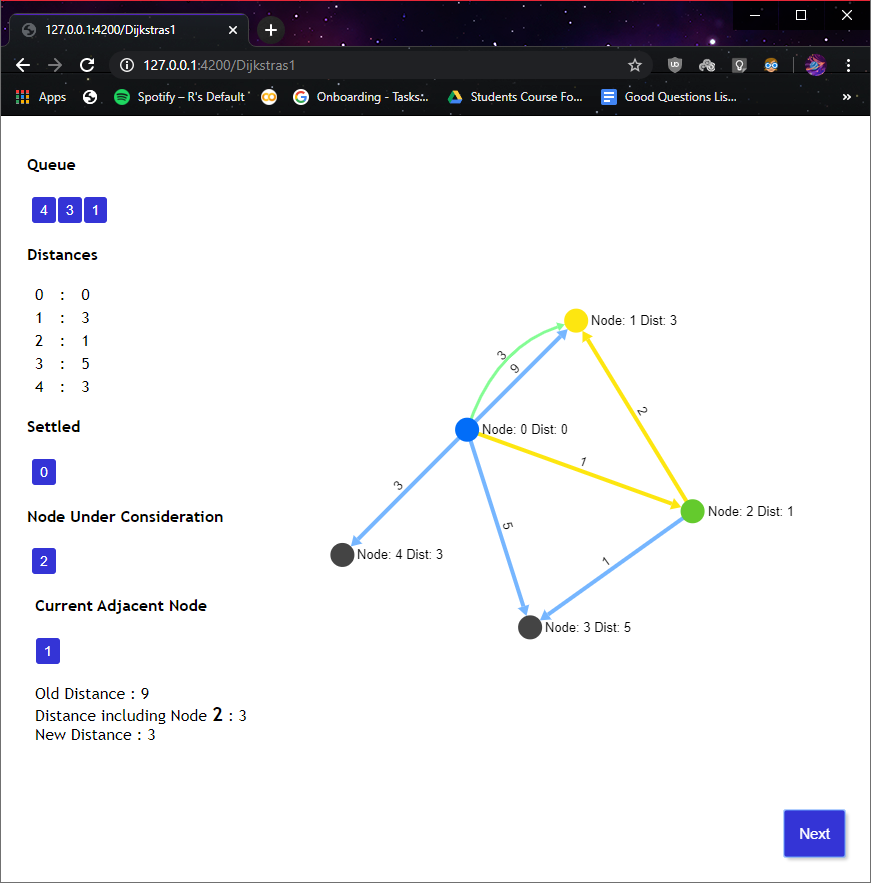 127.0.0.1:4200/Dijkstras1
127.0.0.1:4200/Dijkstras1
Apps Spotify – R's Default Onboarding - Tasks:... Students Course Fo... Good Questions Lis... »
Queue
4 3 1
Distances
0 : 0
1 : 3
2 : 1
3 : 5
4 : 3
Settled
0
Node Under Consideration
2
Current Adjacent Node
1
Old Distance : 9
Distance including Node 2 : 3
New Distance : 3
Node: 1 Dist: 3
3
9
2
Node: 0 Dist: 0
1
3
Node: 2 Dist: 1
5
Node: 4 Dist: 3
1
Node: 3 Dist: 5
Next